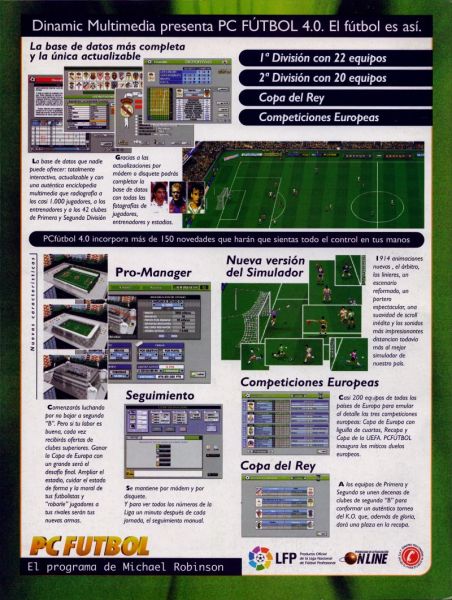 Dinamic Multimedia presenta PC FÚTBOL 4.0. El fútbol es así.
La base de datos más completa
y la única actualizable
1ª División con 22 equipos
2ª División con 20 equipos
Copa del Rey
Competiciones Europeas
La base de datos que nadie
puede ofrecer: totalmente
interactiva, actualizable y con
una auténtica enciclopedia
multimedia que radiografía a
los casi 1.000 jugadores, a
los entrenadores y a los 42 clubes
de Primera y Segunda División
Gracias a las
actualizaciones por
módem o disquete podrás
completar la
base de datos
con todas las
fotografías de
jugadores,
entrenadores y estadios.
PCfútbol 4.0 incorpora más de 150 novedades que harán que sientas todo el control en tus manos
Nuevas características
Pro-Manager
Comenzarás luchando
por no bajar a segundo
"B". Pero si tu labor es
buena, cada vez
recibirás ofertas de
clubes superiores. Ganar
la Copa de Europa con
un grande será el
desafío final. Ampliar el
estadio, cuidar el estado
de forma y la moral de
tus futbolistas y
"robarle" jugadores a
tus rivales serán tus
nuevas armas.
Seguimiento
Se mantiene por módem y por
disquete.
Y para ver todos los números de la
Liga un minuto después de cada
jornada, el seguimiento manual.
Nueva versión
del Simulador
1914 animaciones
nuevas, el árbitro,
los linieres, un
escenario
reformado, un
portero
espectacular, una
suavidad de scroll
inédita y los sonidos
más impresionantes
distancian todavía
más al mejor
simulador de
nuestro país.
Competiciones Europeas
Casi 200 equipos de todos los
países de Europa para emular
al detalle las tres competiciones
europeas: Copa de Europa con
liguilla de cuartos, Recopa y
Copa de la UEFA. PCFÚTBOL
inaugura los míticos duelos
europeos.
Copa del Rey
A los equipos de Primera y
Segunda se unen decenas de
clubes de segundo "B" para
conformar un auténtico torneo
del K.O. que, además de gloria,
dará una plaza en la recopa.
PC FUTBOL
El programa de Michael Robinson
LFP
Producto Oficial
de la Liga Nacional
de Fútbol Profesional
ONLINE